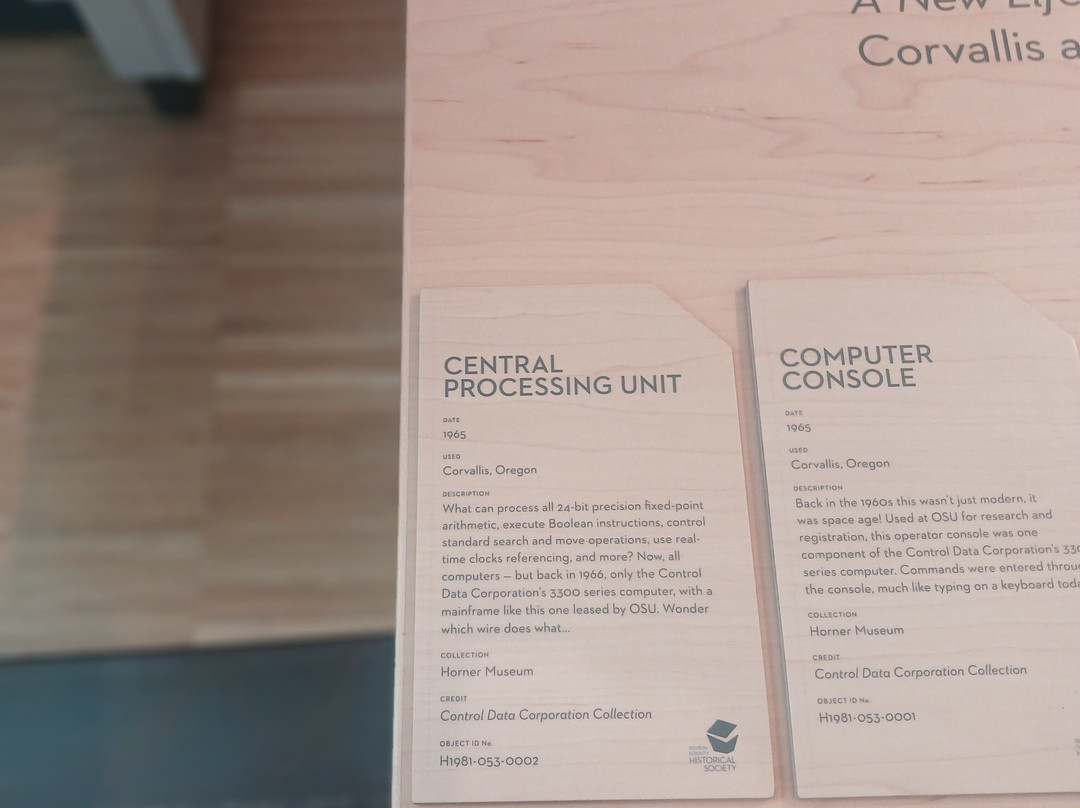 A New
Corvallis
CENTRAL
PROCESSING UNIT
DATE
1965
USED
Corvallis, Oregon
DESCRIPTION
What can process all 24-bit precision fixed-point
arithmetic, execute Boolean instructions, control
standard search and move operations, use real-
time clocks referencing, and more? Now, all
computers – but back in 1966, only the Control
Data Corporation's 3300 series computer, with a
mainframe like this one leased by OSU. Wonder
which wire does what...
COLLECTION
Horner Museum
CREDIT
Control Data Corporation Collection
OBJECT ID No.
H1981-053-0002
BENTON
COUNTY
HISTORICAL
SOCIETY
COMPUTER
CONSOLE
DATE
1965
USED
Corvallis, Oregon
DESCRIPTION
Back in the 1960s this wasn't just modern, it
was space age! Used at OSU for research and
registration, this operator console was one
component of the Control Data Corporation's 330
series computer. Commands were entered throu
the console, much like typing on a keyboard toda
COLLECTION
Horner Museum
CREDIT
Control Data Corporation Collection
OBJECT ID No.
H1981-053-0001